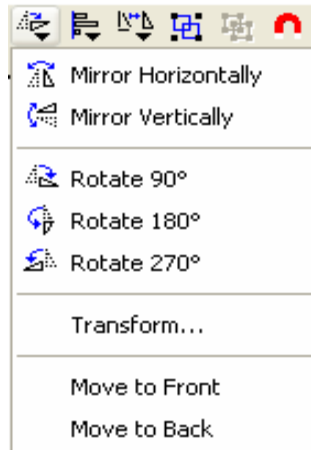 Mirror Horizontally
Mirror Vertically
Rotate 90°
Rotate 180°
Rotate 270°
Transform...
Move to Front
Move to Back